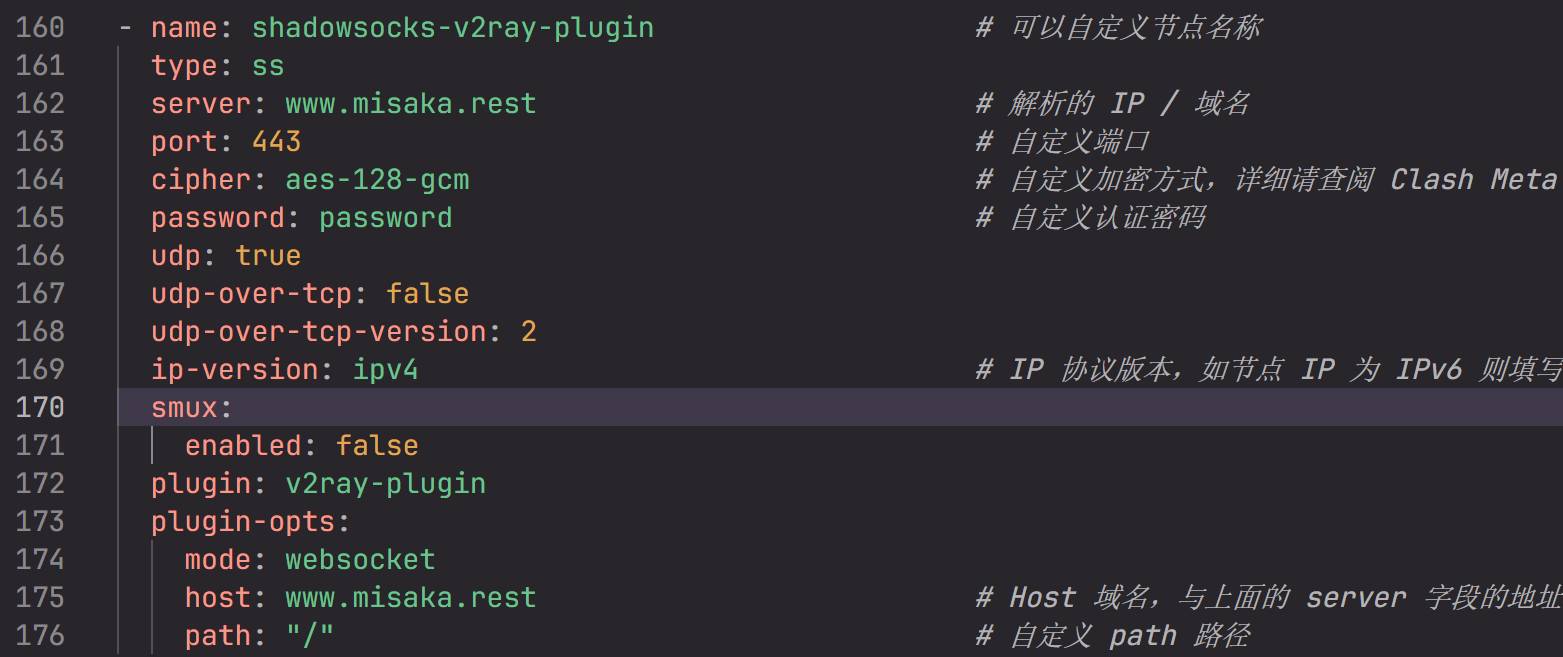 160 - name: shadowsocks-v2ray-plugin # 可以自定义节点名称
161 type: ss
162 server: www.misaka.rest # 解析的 IP / 域名
163 port: 443 # 自定义端口
164 cipher: aes-128-gcm # 自定义加密方式，详细请查阅 Clash Meta
165 password: password # 自定义认证密码
166 udp: true
167 udp-over-tcp: false
168 udp-over-tcp-version: 2
169 ip-version: ipv4 # IP 协议版本，如节点 IP 为 IPv6 则填写
170 smux:
171 enabled: false
172 plugin: v2ray-plugin
173 plugin-opts:
174 mode: websocket
175 host: www.misaka.rest # Host 域名，与上面的 server 字段的地址
176 path: "/" # 自定义 path 路径